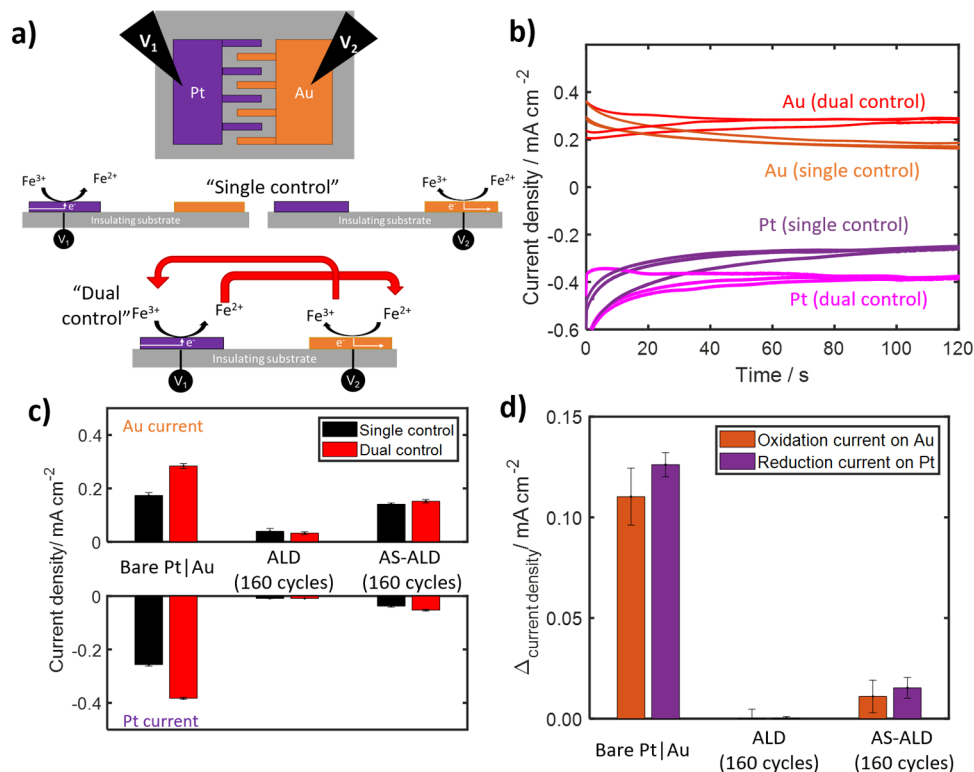 a)
V1
V2
Pt
Au
Fe3+
Fe2+
"Single control"
Fe3+
Fe2+
e-
e-
Insulating substrate
Insulating substrate
V1
V2
"Dual
control"
Fe3+
Fe2+
Fe3+
Fe2+
e-
e-
Insulating substrate
V1
V2
b)
Current density / mA cm−2
0.6
0.4
0.2
0
-0.2
-0.4
-0.6
Au (dual control)
Au (single control)
Pt (single control)
Pt (dual control)
0
20
40
60
80
100
120
Time / s
c)
Au current
Single control
Dual control
0.4
0.2
0
Bare Pt|Au
ALD
(160 cycles)
AS-ALD
(160 cycles)
Current density/ mA cm−2
0
-0.2
-0.4
Pt current
d)
Δcurrent density/ mA cm−2
0.15
0.10
0.05
0.00
Oxidation current on Au
Reduction current on Pt
Bare Pt|Au
ALD
(160 cycles)
AS-ALD
(160 cycles)